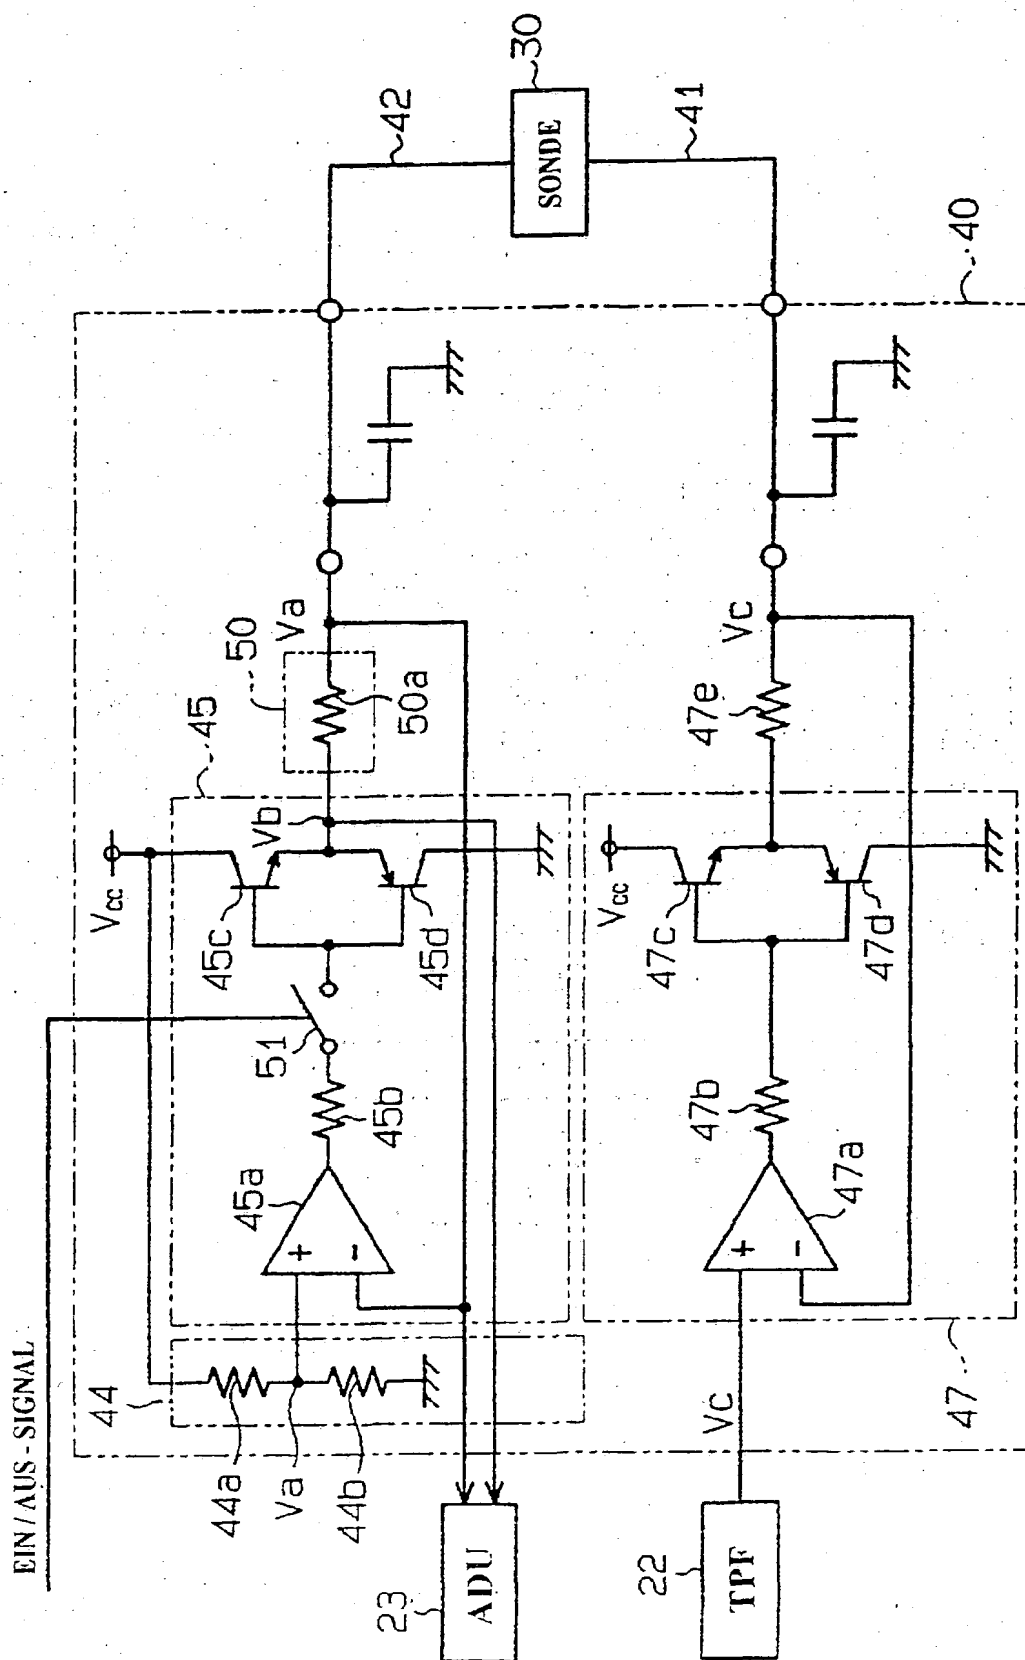 EIN/AUS-SIGNAL
44
44a
Va
44b
23
ADU
22
TPF
Vc
47
45a
+
-
45b
51
Vcc
45c
45d
Vb
45
50
50a
Va
47a
+
-
47b
Vcc
47c
47d
47e
Vc
40
42
30
SONDE
41